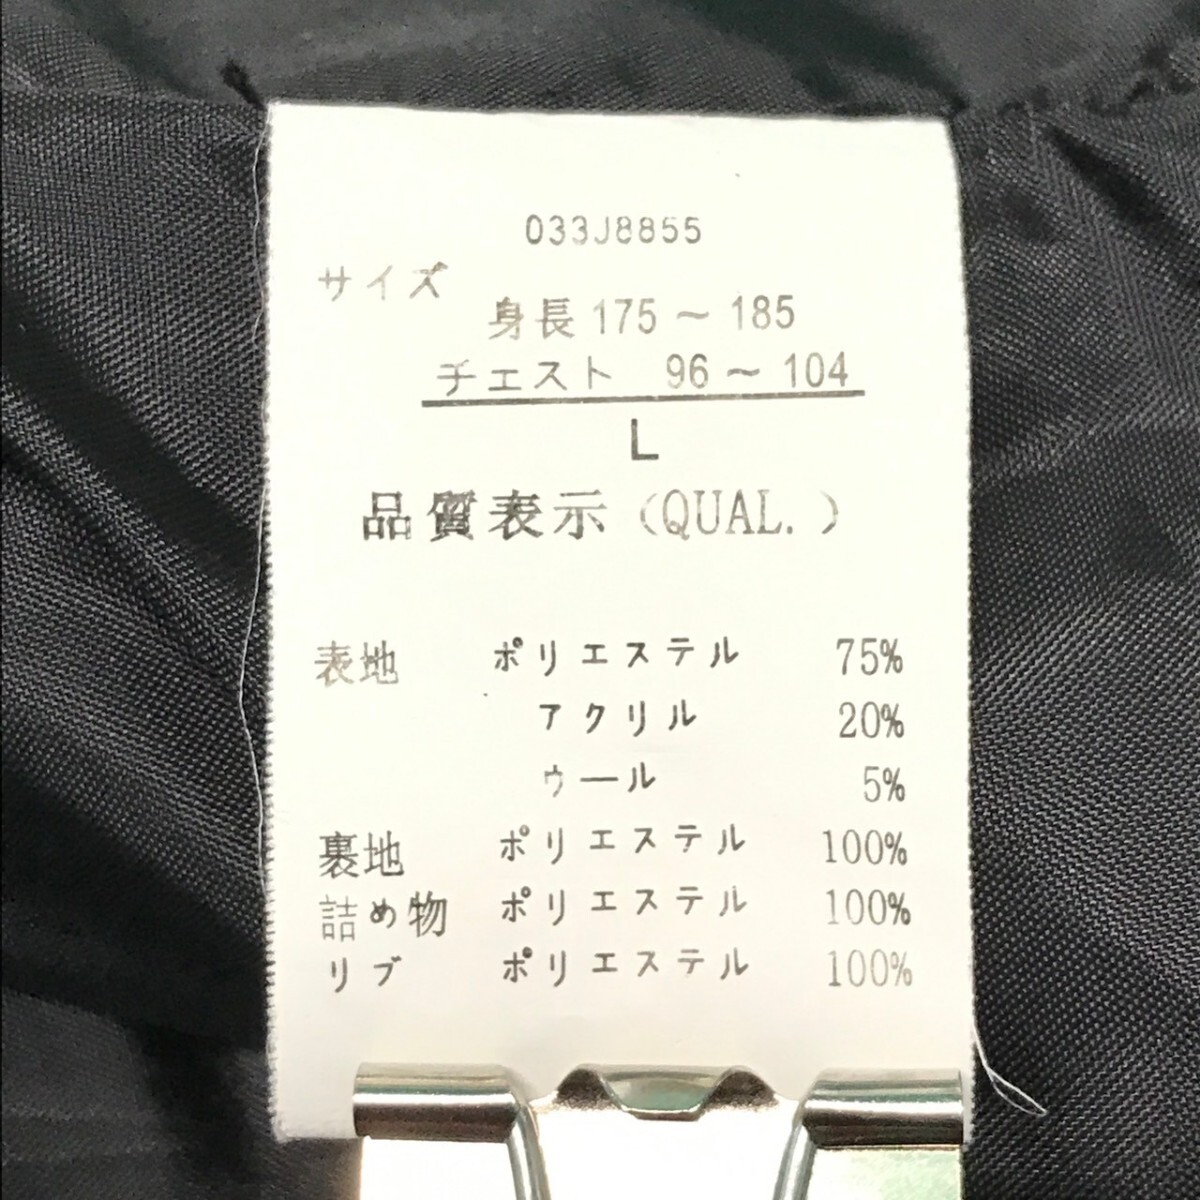 033J8855
サイズ
身長 175 ～ 185
チェスト 96 ～ 104
L
品質表示 (QUAL.)
表地 ポリエステル 75%
アクリル 20%
ウール 5%
裏地 ポリエステル 100%
詰め物 ポリエステル 100%
リブ ポリエステル 100%